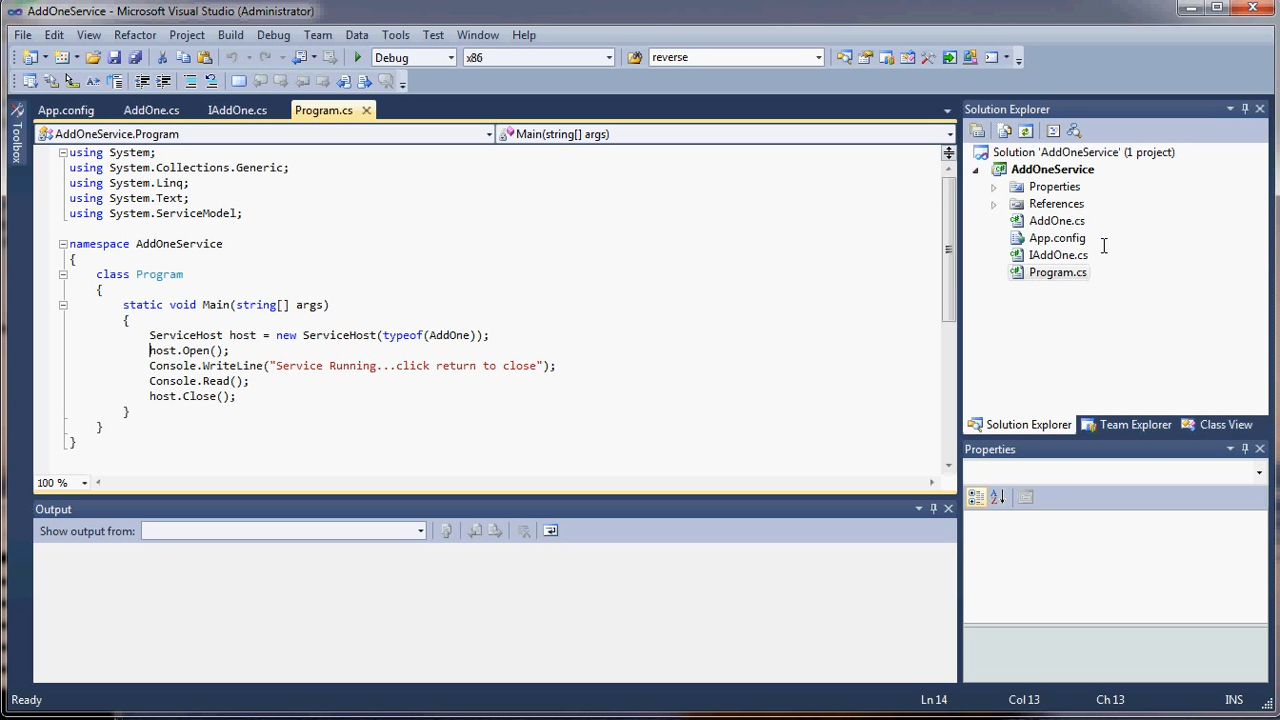 AddOneService - Microsoft Visual Studio (Administrator)
File Edit View Refactor Project Build Debug Team Data Tools Test Window Help
Debug x86 reverse
App.config AddOne.cs IAddOne.cs Program.cs
AddOneService.Program Main(string[] args)
using System;
using System.Collections.Generic;
using System.Linq;
using System.Text;
using System.ServiceModel;
namespace AddOneService
{
class Program
{
static void Main(string[] args)
{
ServiceHost host = new ServiceHost(typeof(AddOne));
host.Open();
Console.WriteLine("Service Running...click return to close");
Console.Read();
host.Close();
}
}
}
100 %
Toolbox
Output
Show output from:
Solution Explorer
Solution 'AddOneService' (1 project)
AddOneService
Properties
References
AddOne.cs
App.config
IAddOne.cs
Program.cs
Solution Explorer Team Explorer Class View
Properties
Ready Ln 14 Col 13 Ch 13 INS